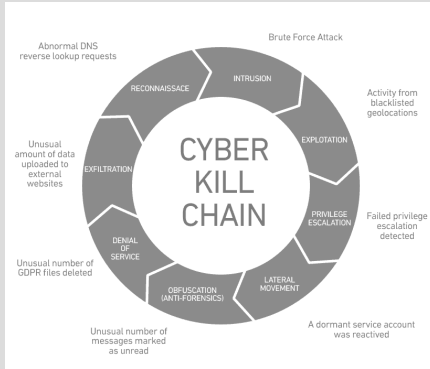 Abnormal DNS
reverse lookup requests
Brute Force Attack
RECONNAISSACE
INTRUSION
Activity from
blacklisted
geolocations
EXPLOTATION
Unusual
amount of data
uploaded to
external
websites
EXFILTRATION
CYBER
KILL
CHAIN
PRIVILEGE
ESCALATION
Failed privilege
escalation
detected
DENIAL
OF
SERVICE
Unusual number of
GDPR files deleted
LATERAL
MOVEMENT
OBFUSCATION
(ANTI-FORENSICS)
Unusual number of
messages marked
as unread
A dormant service account
was reactived